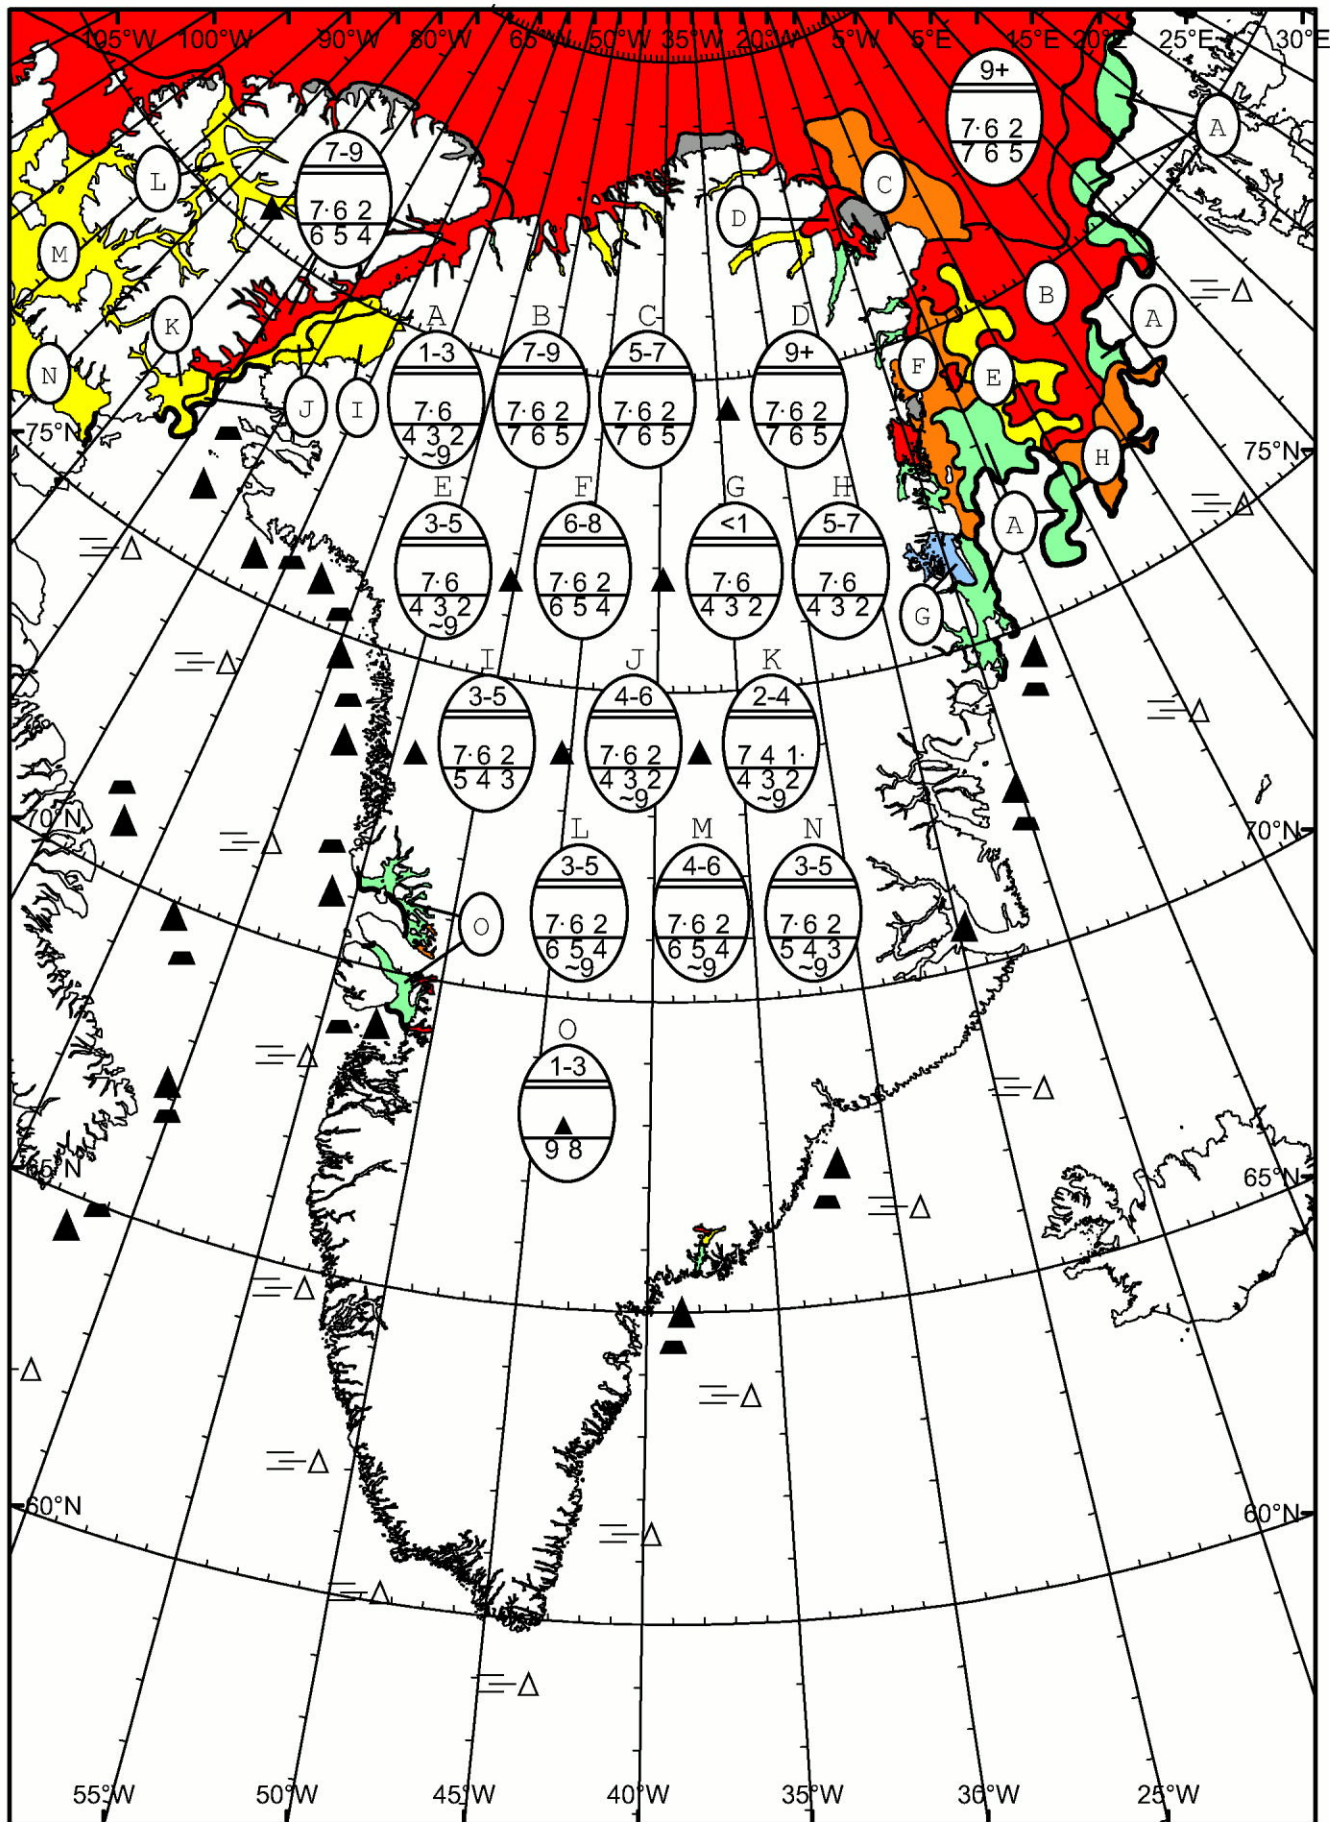 105°W 100°W 90°W 80°W 65°W 50°W 35°W 20°W 5°W 5°E 15°E 20°E 25°E 30°E
9+
7·6 2
7 6 5
A
L
7-9
7·6 2
6 5 4
C
D
M
B
A
K
N
J
I
F
E
H
A
G
75°N
75°N
A B C D
1-3 7-9 5-7 9+
7·6 7·6 2 7·6 2 7·6 2
4 3 2 7 6 5 7 6 5 7 6 5
~9
E F G H
3-5 6-8 <1 5-7
7·6 7·6 2 7·6 7·6
4 3 2 6 5 4 4 3 2 4 3 2
~9
I J K
3-5 4-6 2-4
7·6 2 7·6 2 7 4 1·
5 4 3 4 3 2 4 3 2
~9 ~9
70°N
70°N
L M N
3-5 4-6 3-5
7·6 2 7·6 2 7·6 2
6 5 4 6 5 4 5 4 3
~9 ~9 ~9
O
O
1-3
9 8
65°N
65°N
60°N
60°N
55°W 50°W 45°W 40°W 35°W 30°W 25°W